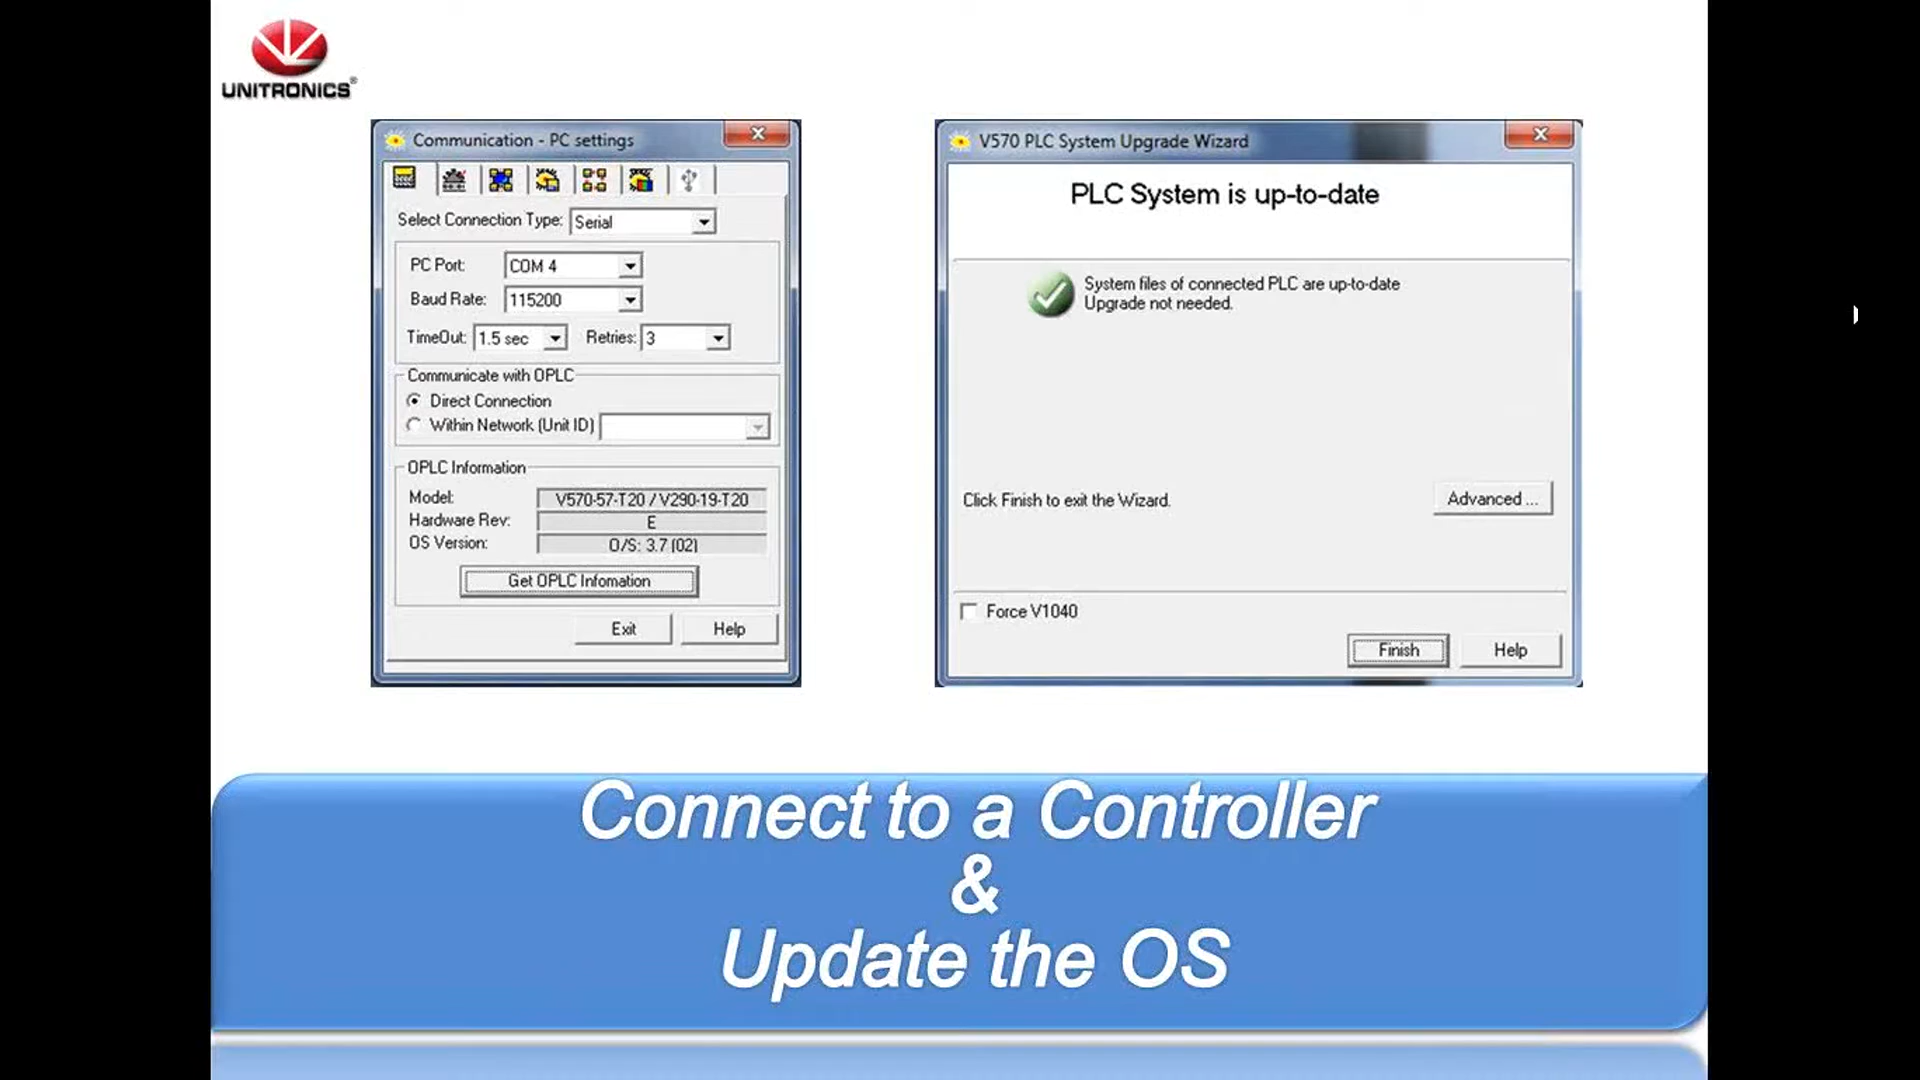 UNITRONICS®
Communication - PC settings
Select Connection Type: Serial
PC Port: COM 4
Baud Rate: 115200
TimeOut: 1.5 sec Retries: 3
Communicate with OPLC
Direct Connection
Within Network (Unit ID)
OPLC Information
Model: V570-57-T20 / V290-19-T20
Hardware Rev: E
OS Version: O/S: 3.7 (02)
Get OPLC Infomation
Exit Help
V570 PLC System Upgrade Wizard
PLC System is up-to-date
System files of connected PLC are up-to-date
Upgrade not needed.
Click Finish to exit the Wizard.
Advanced ...
Force V1040
Finish Help
Connect to a Controller
&
Update the OS